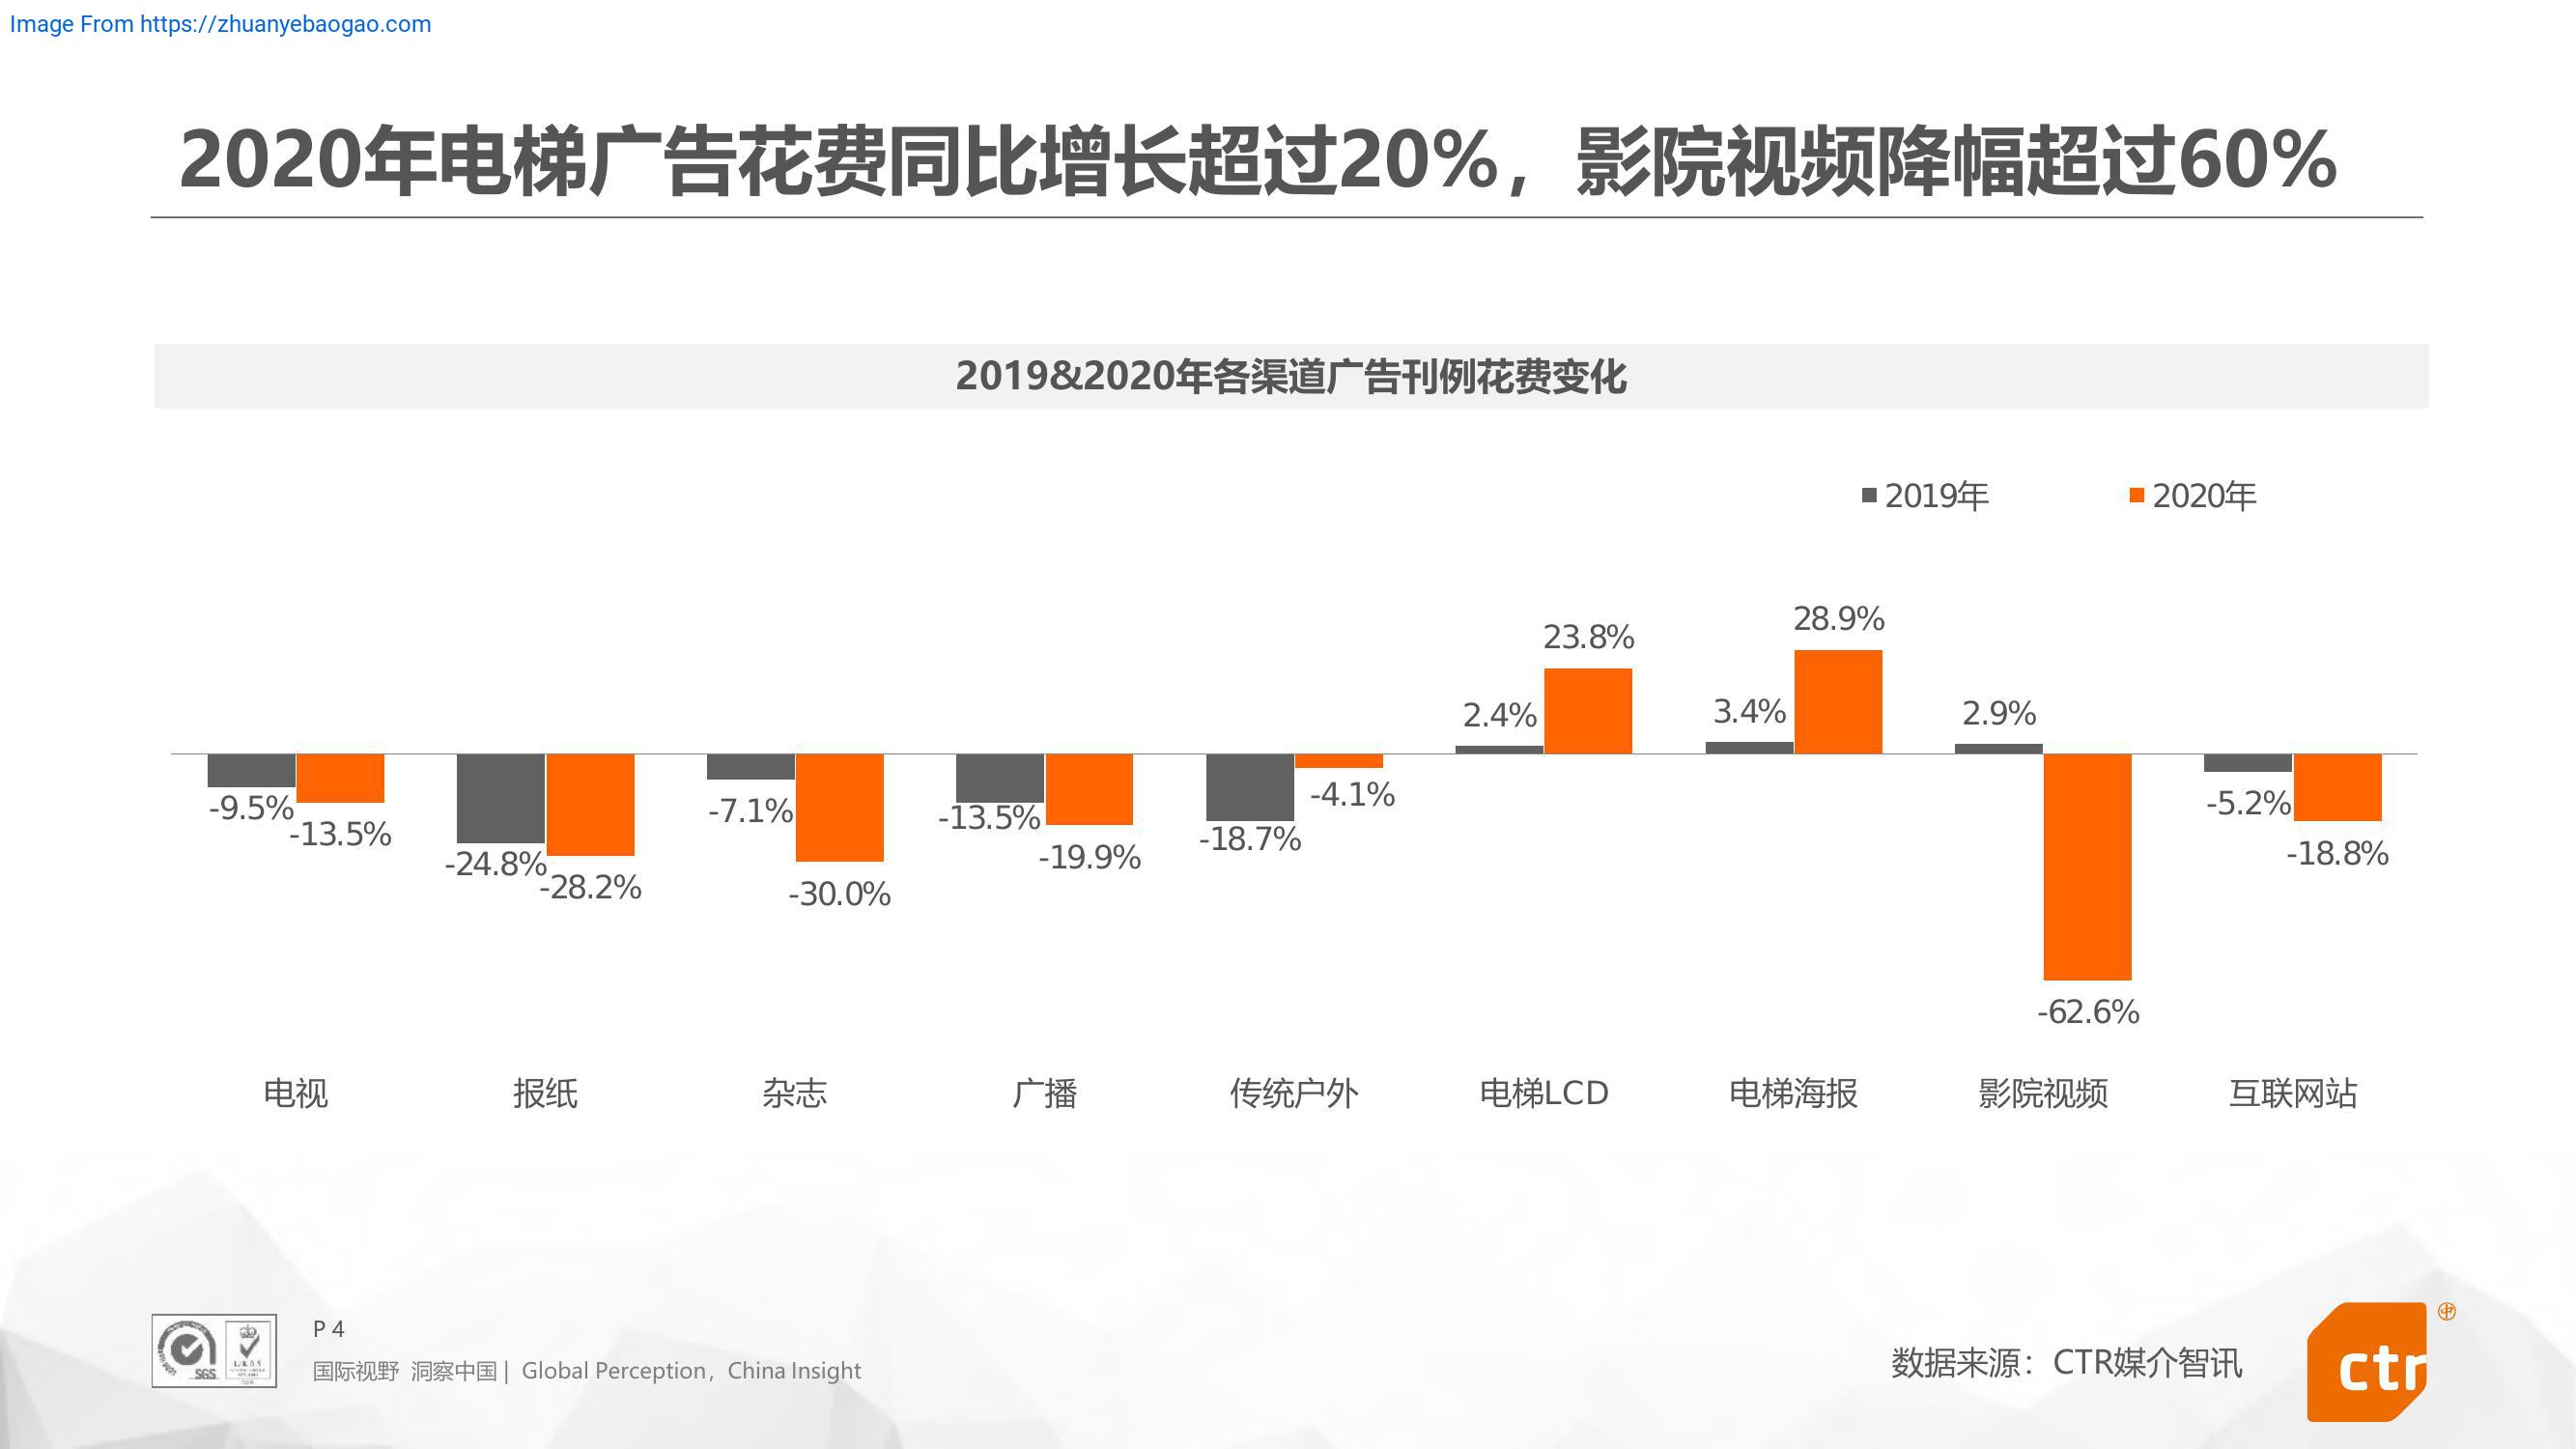 Image From https://zhuanyebaogao.com
2020年电梯广告花费同比增长超过20%，影院视频降幅超过60%
2019&2020年各渠道广告刊例花费变化
2019年 2020年
28.9%
23.8%
2.4% 3.4% 2.9%
-9.5% -13.5% -24.8% -28.2% -7.1% -30.0% -13.5% -19.9% -18.7% -4.1% -62.6% -5.2% -18.8%
电视 报纸 杂志 广播 传统户外 电梯LCD 电梯海报 影院视频 互联网站
P 4
国际视野 洞察中国 | Global Perception，China Insight
SGS
数据来源：CTR媒介智讯
ctr